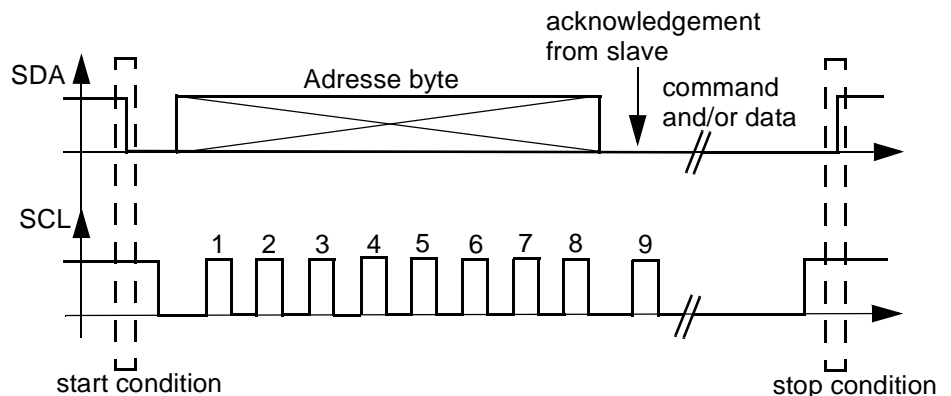 acknowledgement
from slave
SDA
Adresse byte
command
and/or data
SCL
1 2 3 4 5 6 7 8 9
start condition
stop condition